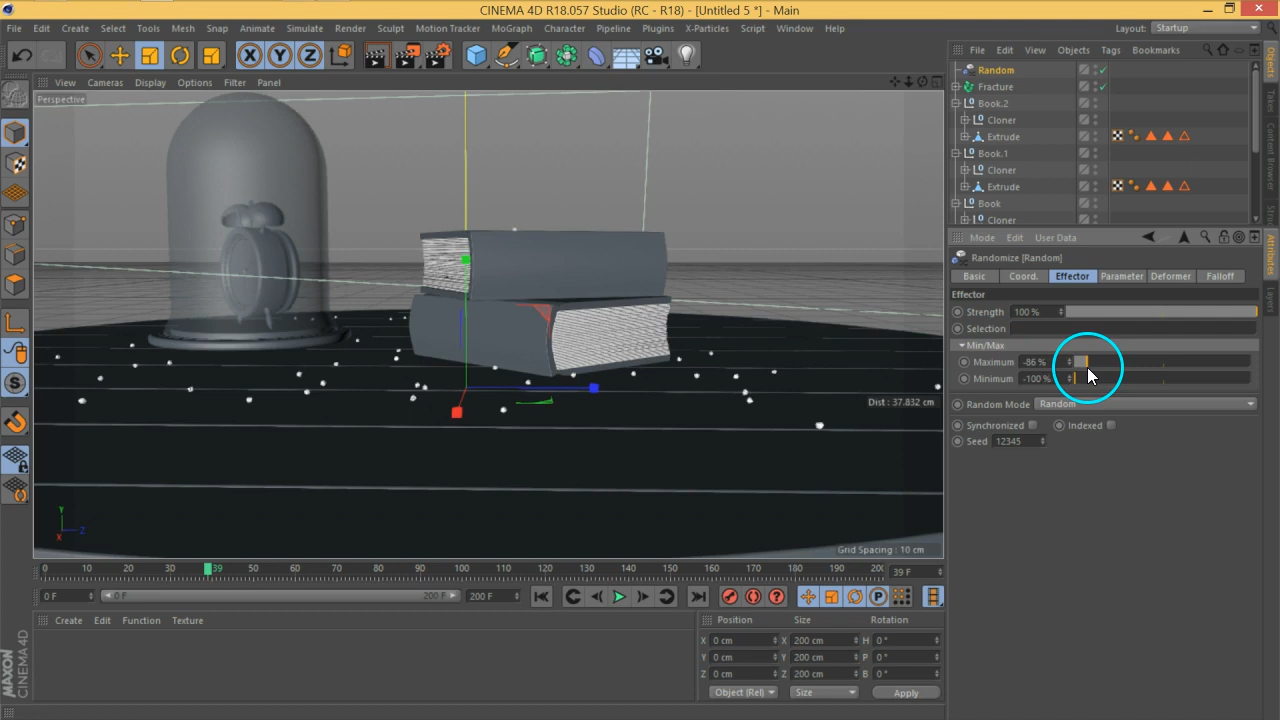 CINEMA 4D R18.057 Studio (RC - R18) - [Untitled 5 *] - Main
File Edit Create Select Tools Mesh Snap Animate Simulate Render Sculpt Motion Tracker MoGraph Character Pipeline Plugins X-Particles Script Window Help
Layout: Startup
View Cameras Display Options Filter Panel
File Edit View Objects Tags Bookmarks
Perspective
Random
Fracture
Book.2
Cloner
Extrude
Book.1
Cloner
Extrude
Book
Cloner
Objects
Takes
Content Browser
Attributes
Layers
Mode Edit User Data
Randomize [Random]
Basic Coord. Effector Parameter Deformer Falloff
Effector
Strength 100 %
Selection
Min/Max
Maximum -86 %
Minimum -100 %
Random Mode Random
Synchronized Indexed
Seed 12345
Dist : 37.832 cm
Y
Z
X
Grid Spacing : 10 cm
0 10 20 30 39 50 60 70 80 90 100 110 120 130 140 150 160 170 180 190 200
39 F
0 F 0 F 200 F 200 F
Create Edit Function Texture
Position Size Rotation
X 0 cm X 200 cm H 0 °
Y 0 cm Y 200 cm P 0 °
Z 0 cm Z 200 cm B 0 °
Object (Rel) Size Apply
MAXON
CINEMA 4D